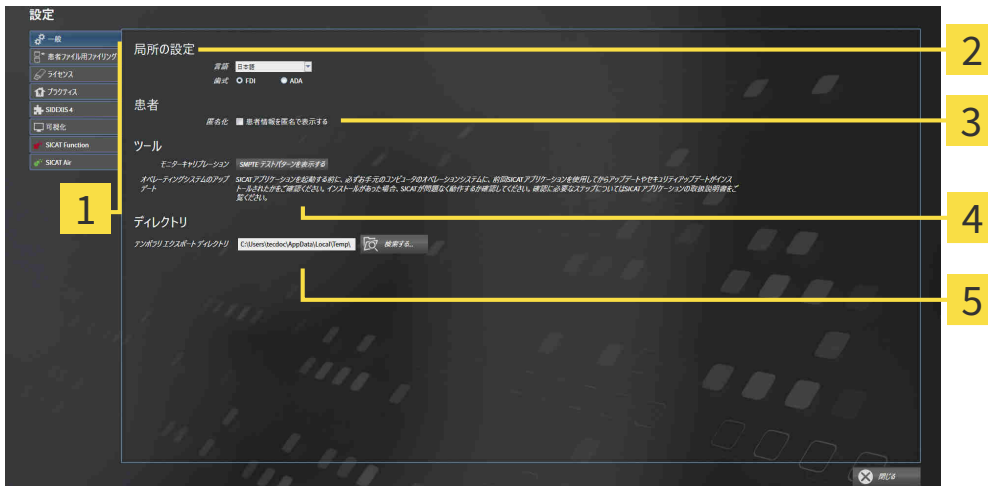 設定
一般
患者ファイル用ファイリング
ライセンス
プラクティス
SIDEXIS 4
可視化
SICAT Function
SICAT Air
局所の設定
言語 日本語
歯式 FDI ADA
患者
匿名化 患者情報を匿名で表示する
ツール
モニターキャリブレーション SMPTE テストパターンを表示する
オペレーティングシステムのアップデート SICATアプリケーションを起動する前に、必ずお手元のコンピュータのオペレーションシステムに、前回SICATアプリケーションを使用してからアップデートやセキュリティアップデートがインス
トールされたかをご確認ください。インストールがあった場合、SICATが問題なく動作するか確認してください。確認に必要なステップについてはSICATアプリケーションの取扱説明書をご
覧ください。
ディレクトリ
テンポラリエクスポートディレクトリ C:\Users\tecdoc\AppData\Local\Temp\ 検索する...
閉じる
1
2
3
4
5